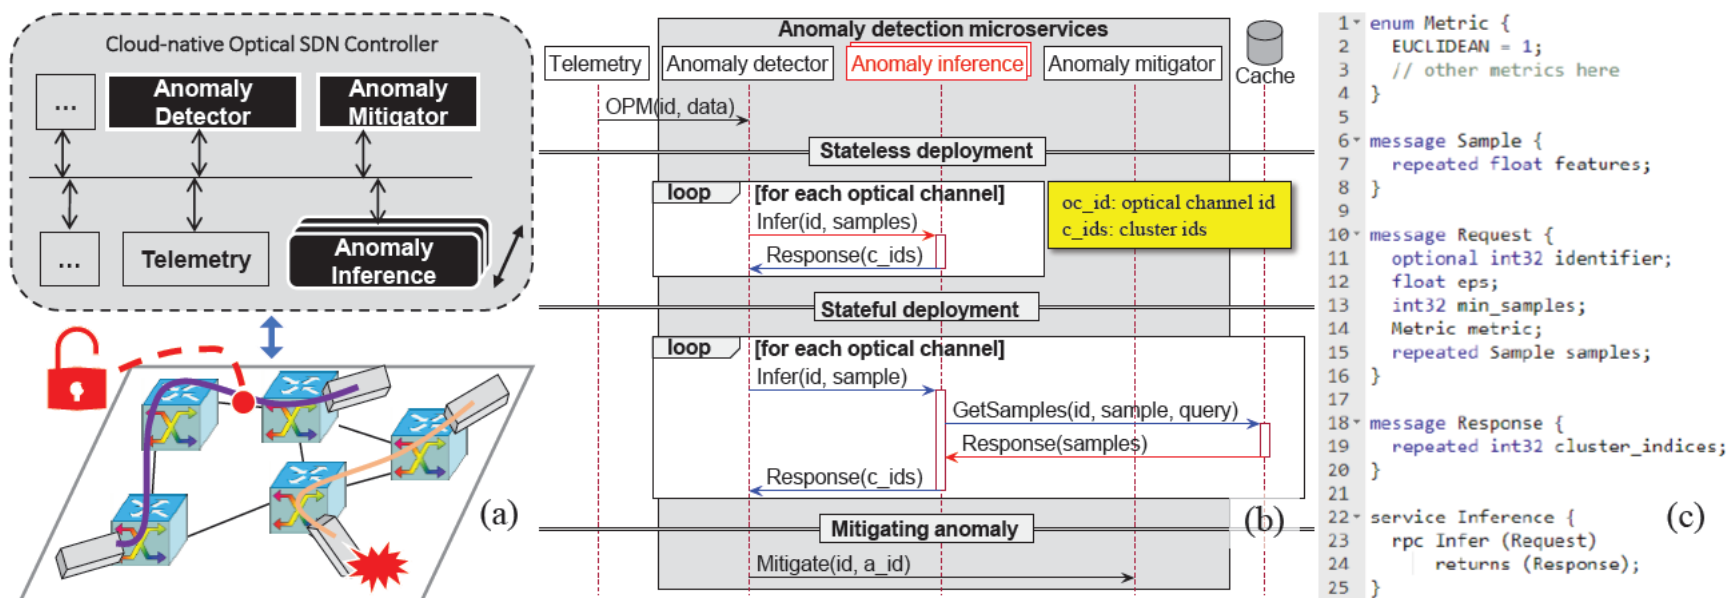 Cloud-native Optical SDN Controller
...
Anomaly
Detector
Anomaly
Mitigator
...
Telemetry
Anomaly
Inference
(a)
Anomaly detection microservices
Telemetry
Anomaly detector
Anomaly inference
Anomaly mitigator
Cache
OPM(id, data)
Stateless deployment
loop
[for each optical channel]
Infer(id, samples)
Response(c_ids)
oc_id: optical channel id
c_ids: cluster ids
Stateful deployment
loop
[for each optical channel]
Infer(id, sample)
GetSamples(id, sample, query)
Response(samples)
Response(c_ids)
(b)
Mitigating anomaly
Mitigate(id, a_id)
1 enum Metric {
2 EUCLIDEAN = 1;
3 // other metrics here
4 }
5
6 message Sample {
7 repeated float features;
8 }
9
10 message Request {
11 optional int32 identifier;
12 float eps;
13 int32 min_samples;
14 Metric metric;
15 repeated Sample samples;
16 }
17
18 message Response {
19 repeated int32 cluster_indices;
20 }
21
22 service Inference {
23 rpc Infer (Request)
24 returns (Response);
25 }
(c)